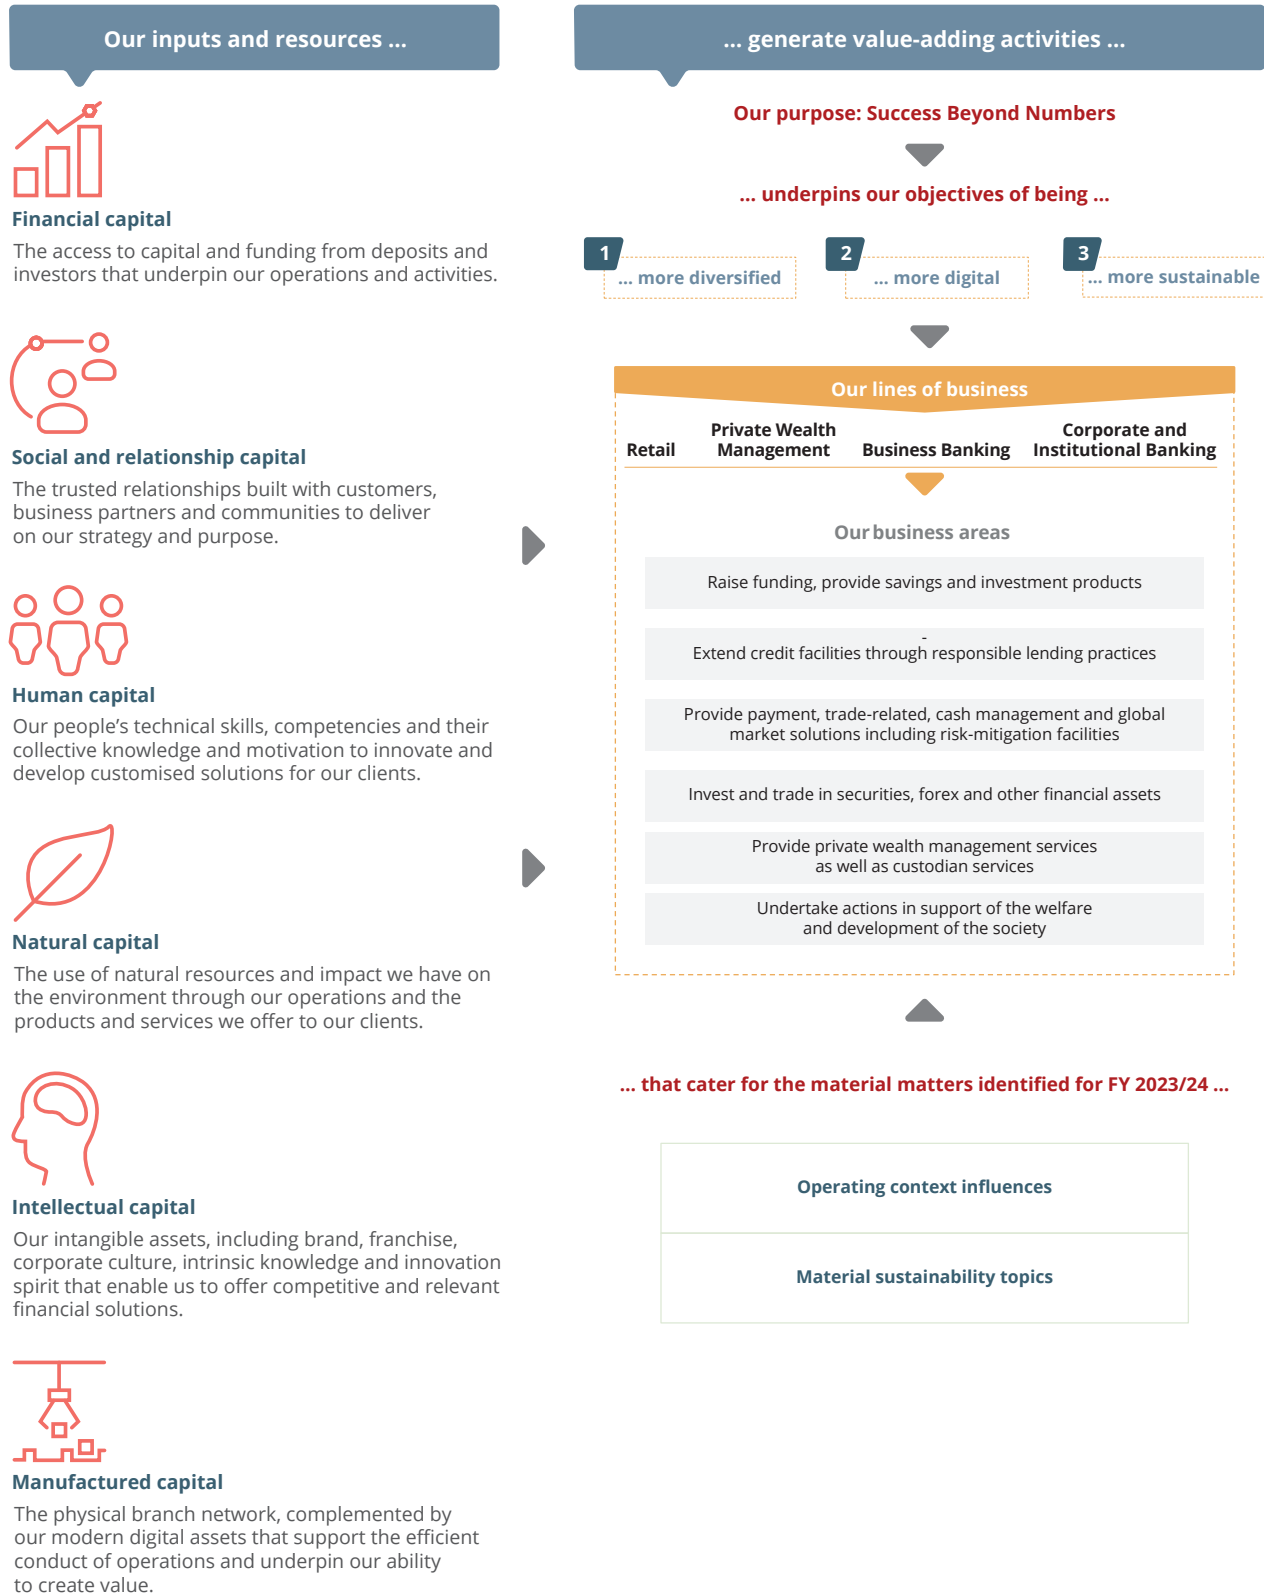 Our inputs and resources ...
Financial capital
The access to capital and funding from deposits and
investors that underpin our operations and activities.
Social and relationship capital
The trusted relationships built with customers,
business partners and communities to deliver
on our strategy and purpose.
Human capital
Our people’s technical skills, competencies and their
collective knowledge and motivation to innovate and
develop customised solutions for our clients.
Natural capital
The use of natural resources and impact we have on
the environment through our operations and the
products and services we offer to our clients.
Intellectual capital
Our intangible assets, including brand, franchise,
corporate culture, intrinsic knowledge and innovation
spirit that enable us to offer competitive and relevant
financial solutions.
Manufactured capital
The physical branch network, complemented by
our modern digital assets that support the efficient
conduct of operations and underpin our ability
to create value.
... generate value-adding activities ...
Our purpose: Success Beyond Numbers
... underpins our objectives of being ...
1
... more diversified
2
... more digital
3
... more sustainable
Our lines of business
Retail
Private Wealth
Management
Business Banking
Corporate and
Institutional Banking
Our business areas
Raise funding, provide savings and investment products
-
Extend credit facilities through responsible lending practices
Provide payment, trade-related, cash management and global
market solutions including risk-mitigation facilities
Invest and trade in securities, forex and other financial assets
Provide private wealth management services
as well as custodian services
Undertake actions in support of the welfare
and development of the society
... that cater for the material matters identified for FY 2023/24 ...
Operating context influences
Material sustainability topics